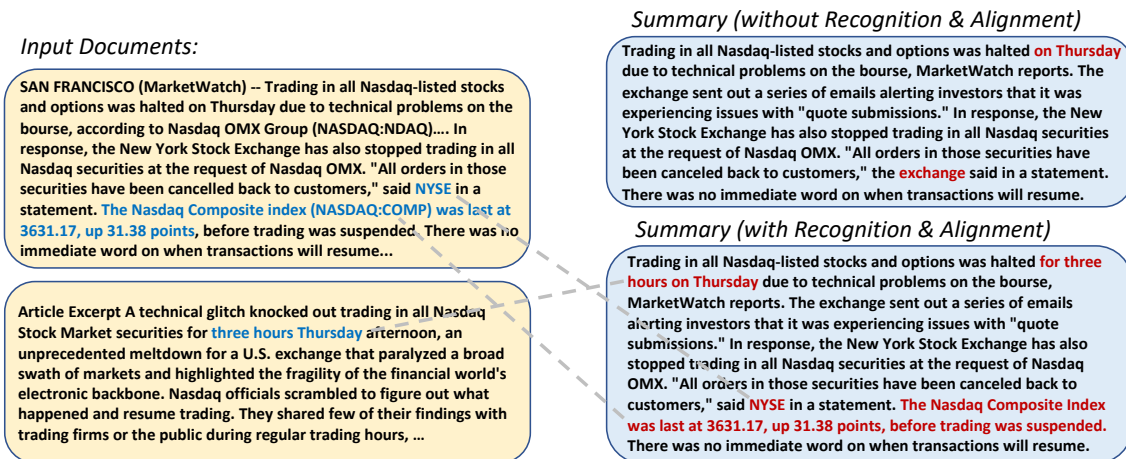 Input Documents:
SAN FRANCISCO (MarketWatch) -- Trading in all Nasdaq-listed stocks
and options was halted on Thursday due to technical problems on the
bourse, according to Nasdaq OMX Group (NASDAQ:NDAQ).... In
response, the New York Stock Exchange has also stopped trading in all
Nasdaq securities at the request of Nasdaq OMX. "All orders in those
securities have been cancelled back to customers," said NYSE in a
statement. The Nasdaq Composite index (NASDAQ:COMP) was last at
3631.17, up 31.38 points, before trading was suspended. There was no
immediate word on when transactions will resume...
Article Excerpt A technical glitch knocked out trading in all Nasdaq
Stock Market securities for three hours Thursday afternoon, an
unprecedented meltdown for a U.S. exchange that paralyzed a broad
swath of markets and highlighted the fragility of the financial world's
electronic backbone. Nasdaq officials scrambled to figure out what
happened and resume trading. They shared few of their findings with
trading firms or the public during regular trading hours, ...
Summary (without Recognition & Alignment)
Trading in all Nasdaq-listed stocks and options was halted on Thursday
due to technical problems on the bourse, MarketWatch reports. The
exchange sent out a series of emails alerting investors that it was
experiencing issues with "quote submissions." In response, the New
York Stock Exchange has also stopped trading in all Nasdaq securities
at the request of Nasdaq OMX. "All orders in those securities have
been canceled back to customers," the exchange said in a statement.
There was no immediate word on when transactions will resume.
Summary (with Recognition & Alignment)
Trading in all Nasdaq-listed stocks and options was halted for three
hours on Thursday due to technical problems on the bourse,
MarketWatch reports. The exchange sent out a series of emails
alerting investors that it was experiencing issues with "quote
submissions." In response, the New York Stock Exchange has also
stopped trading in all Nasdaq securities at the request of Nasdaq
OMX. "All orders in those securities have been canceled back to
customers," said NYSE in a statement. The Nasdaq Composite Index
was last at 3631.17, up 31.38 points, before trading was suspended.
There was no immediate word on when transactions will resume.